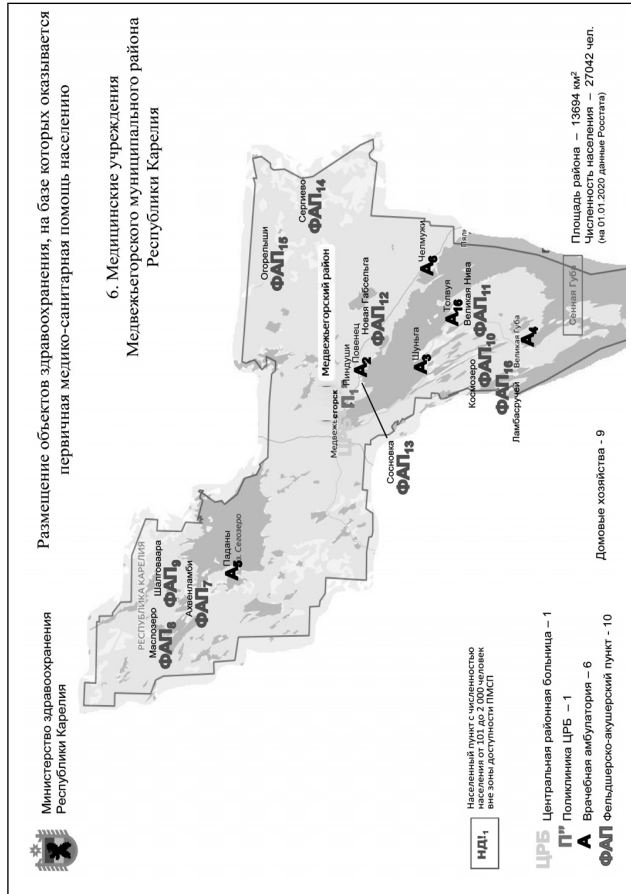 Министерство здравоохранения
Республики Карелия
Размещение объектов здравоохранения, на базе которых оказывается
первичная медико-санитарная помощь населению
6. Медицинские учреждения
Медвежьегорского муниципального района
Республики Карелия
РЕСПУБЛИКА КАРЕЛИЯ
Маслозеро
ФАП8
Шалговаара
ФАП9
Ахвенламби
ФАП7
Паданы
А5
о. Сегозеро
Огорелыши
ФАП15
Сергиево
ФАП14
Медвежьегорский район
Медвежьегорск
ЦРБ
П1
Пиндуши
Повенец
А2
Новая Габсельга
ФАП12
Сосновка
ФАП13
Челмужи
А6
Пяль
Шуньга
А3
Толвуя
А16
Великая Нива
ФАП11
Космозеро
ФАП10
ФАП16
Ламбасручей
Великая Губа
А4
Сенная Губа
НД!1
Населенный пункт с численностью
населения от 101 до 2 000 человек
вне зоны доступности ПМСП
ЦРБ Центральная районная больница – 1
П" Поликлиника ЦРБ – 1
А Врачебная амбулатория – 6
ФАП Фельдшерско-акушерский пункт - 10
Домовые хозяйства - 9
Площадь района – 13694 км²
Численность населения – 27042 чел.
(на 01.01.2020 данные Росстата)